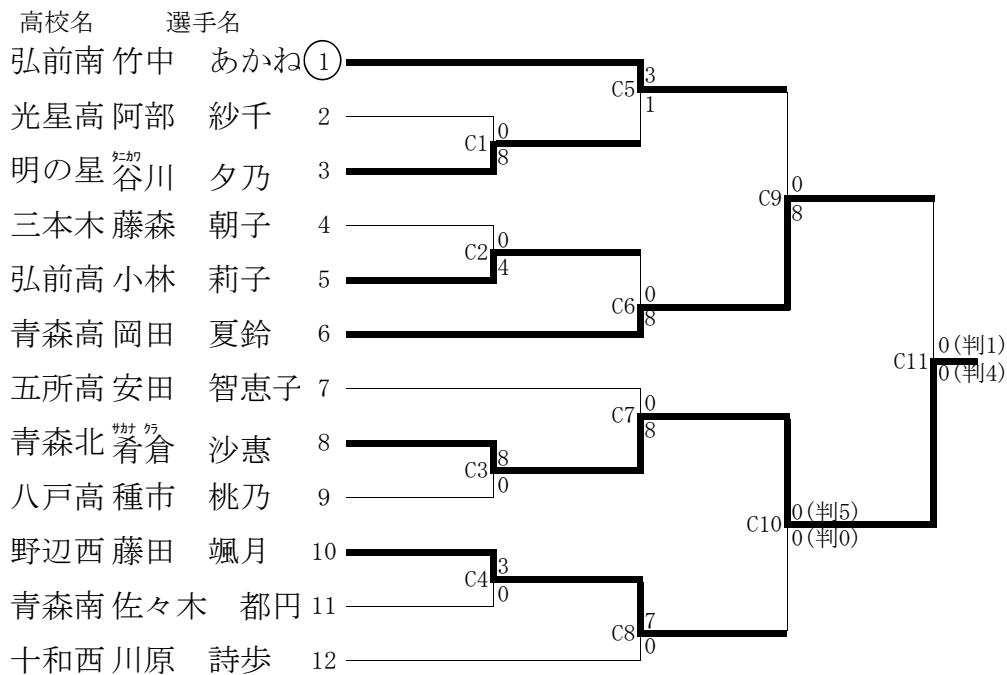 高校名 選手名
弘前南 竹中 あかね ①
光星高 阿部 紗千 2
明の星 谷川 夕乃 3
タニカワ
三本木 藤森 朝子 4
弘前高 小林 莉子 5
青森高 岡田 夏鈴 6
五所高 安田 智恵子 7
青森北 肴倉 沙惠 8
サカナ クラ
八戸高 種市 桃乃 9
野辺西 藤田 颯月 10
青森南 佐々木 都円 11
十和西 川原 詩歩 12
C1 0
8
C2 0
4
C3 8
0
C4 3
0
C5 3
1
C6 0
8
C7 0
8
C8 7
0
C9 0
8
C10 0(判5)
0(判0)
C11 0(判1)
0(判4)